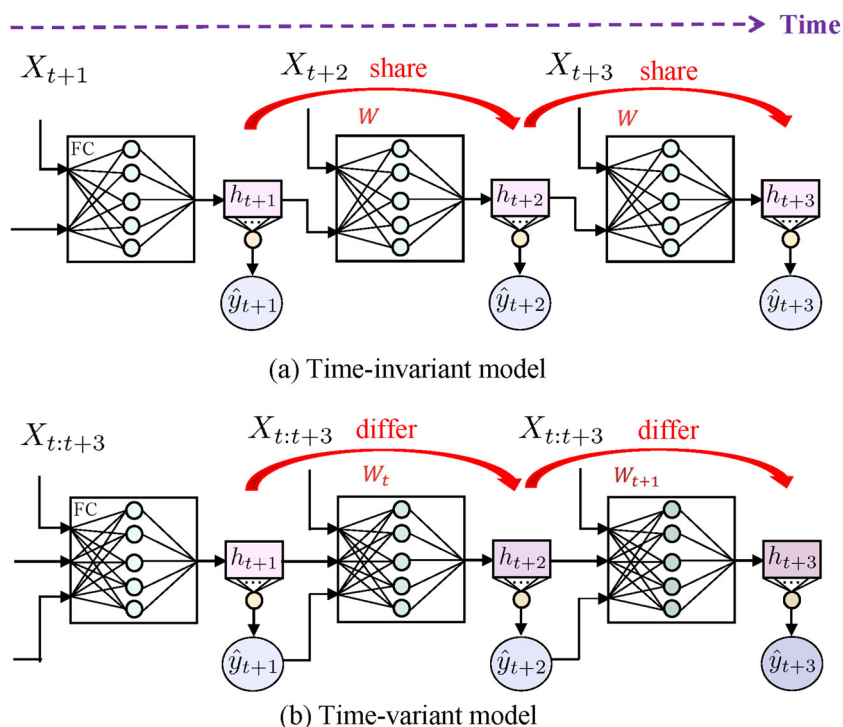 Time
X_{t+1} X_{t+2} share X_{t+3} share
W W
FC
h_{t+1} h_{t+2} h_{t+3}
ŷ_{t+1} ŷ_{t+2} ŷ_{t+3}
(a) Time-invariant model
X_{t:t+3} X_{t:t+3} differ X_{t:t+3} differ
W_t W_{t+1}
FC
h_{t+1} h_{t+2} h_{t+3}
ŷ_{t+1} ŷ_{t+2} ŷ_{t+3}
(b) Time-variant model